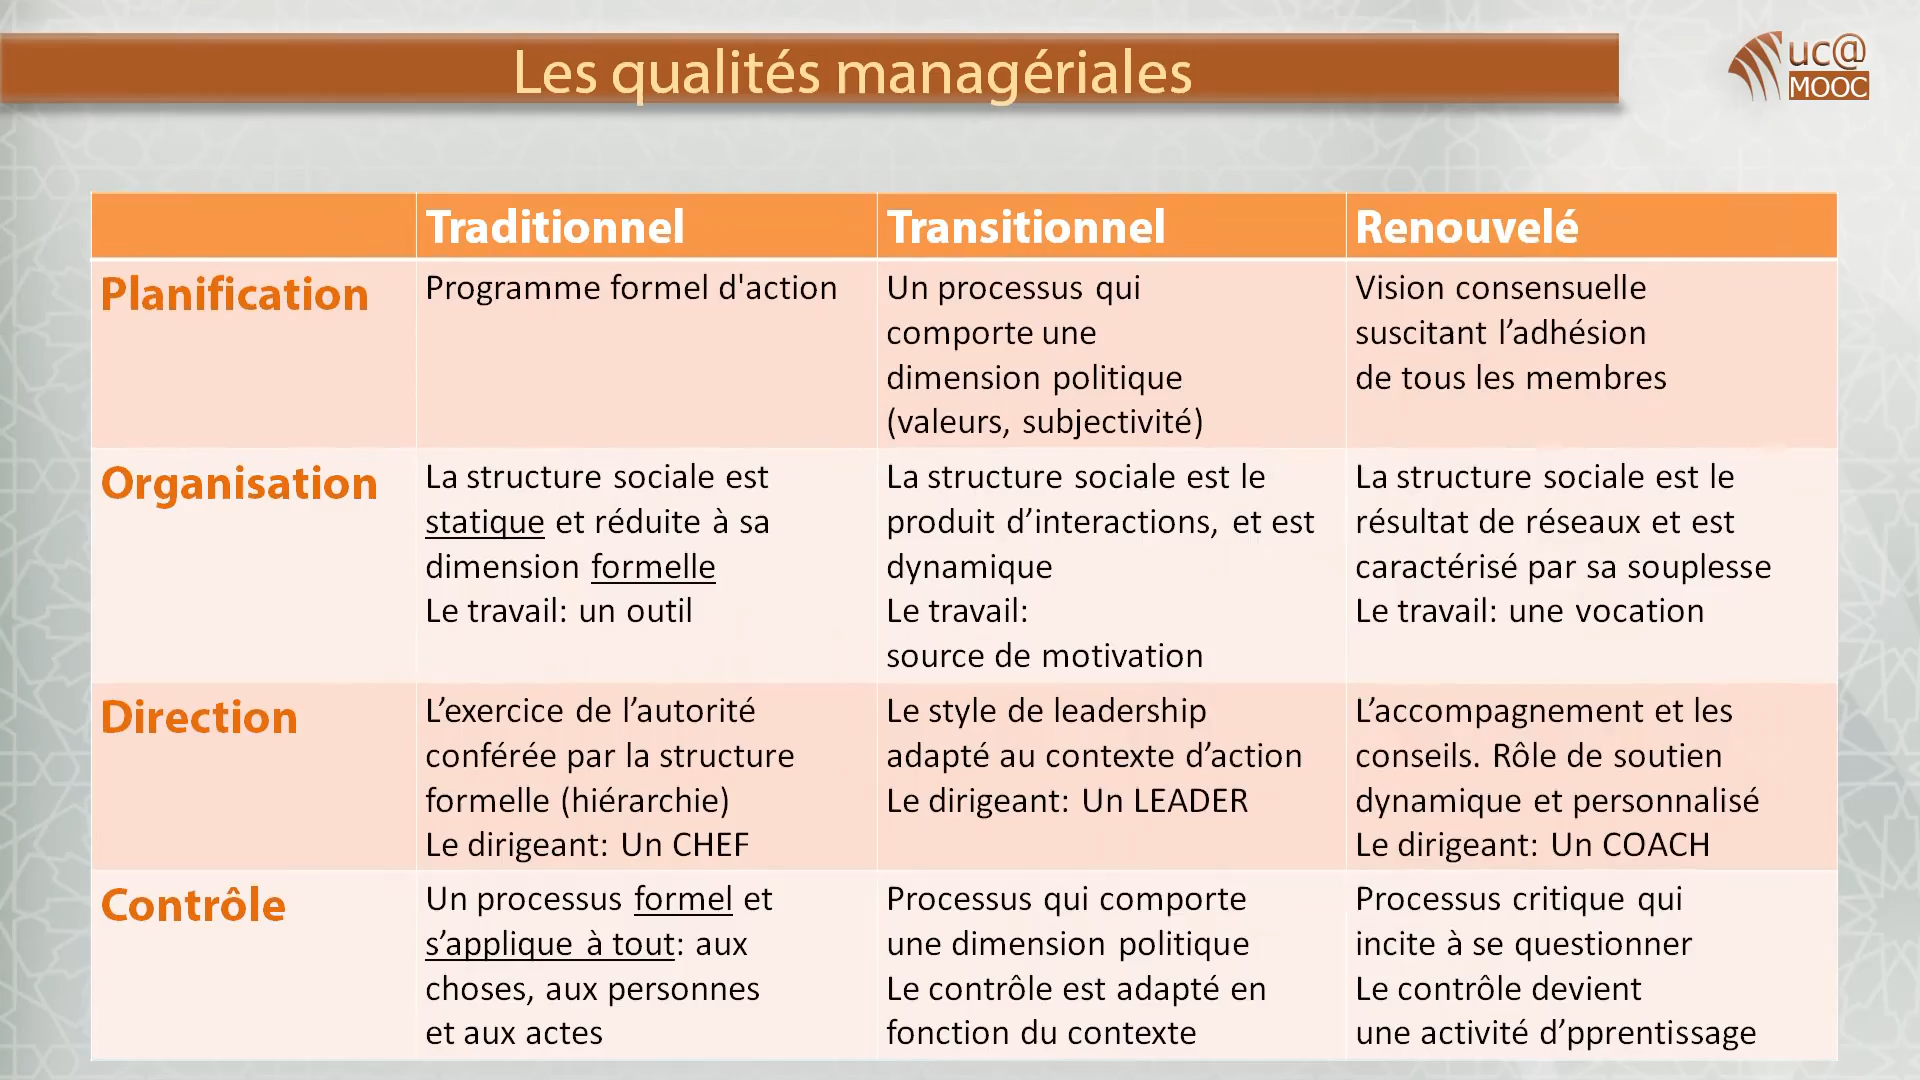 Les qualités managériales
uc@
MOOC
Traditionnel
Transitionnel
Renouvelé
Planification
Programme formel d'action
Un processus qui
comporte une
dimension politique
(valeurs, subjectivité)
Vision consensuelle
suscitant l’adhésion
de tous les membres
Organisation
La structure sociale est
statique et réduite à sa
dimension formelle
Le travail: un outil
La structure sociale est le
produit d’interactions, et est
dynamique
Le travail:
source de motivation
La structure sociale est le
résultat de réseaux et est
caractérisé par sa souplesse
Le travail: une vocation
Direction
L’exercice de l’autorité
conférée par la structure
formelle (hiérarchie)
Le dirigeant: Un CHEF
Le style de leadership
adapté au contexte d’action
Le dirigeant: Un LEADER
L’accompagnement et les
conseils. Rôle de soutien
dynamique et personnalisé
Le dirigeant: Un COACH
Contrôle
Un processus formel et
s’applique à tout: aux
choses, aux personnes
et aux actes
Processus qui comporte
une dimension politique
Le contrôle est adapté en
fonction du contexte
Processus critique qui
incite à se questionner
Le contrôle devient
une activité d’pprentissage